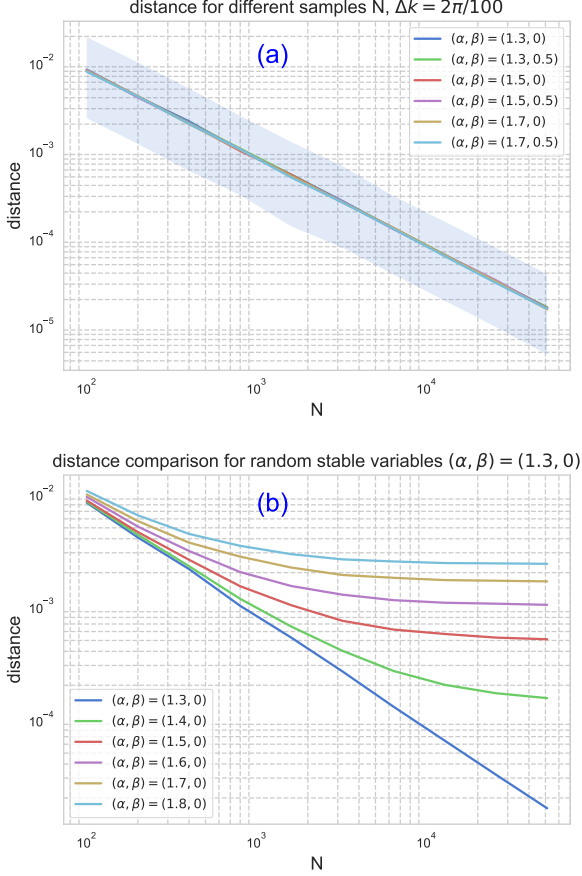 distance for different samples N, Δk = 2π/100
(a)
(α, β) = (1.3, 0)
(α, β) = (1.3, 0.5)
(α, β) = (1.5, 0)
(α, β) = (1.5, 0.5)
(α, β) = (1.7, 0)
(α, β) = (1.7, 0.5)
distance
10⁻²
10⁻³
10⁻⁴
10⁻⁵
10²
10³
10⁴
N
distance comparison for random stable variables (α, β) = (1.3, 0)
(b)
distance
10⁻²
10⁻³
10⁻⁴
(α, β) = (1.3, 0)
(α, β) = (1.4, 0)
(α, β) = (1.5, 0)
(α, β) = (1.6, 0)
(α, β) = (1.7, 0)
(α, β) = (1.8, 0)
10²
10³
10⁴
N